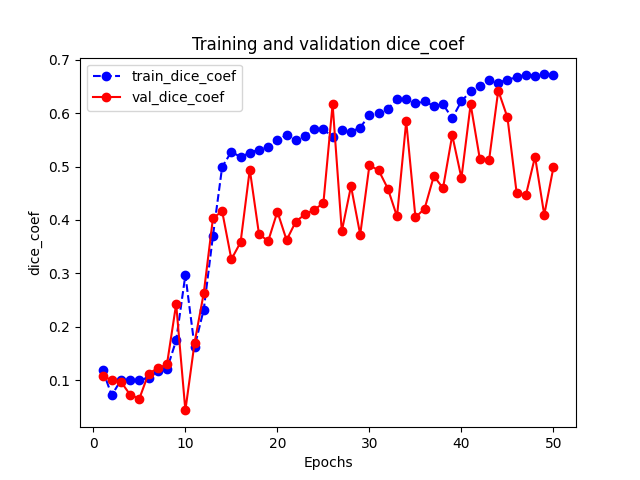 Training and validation dice_coef
train_dice_coef
val_dice_coef
0.7
0.6
0.5
0.4
0.3
0.2
0.1
dice_coef
0 10 20 30 40 50
Epochs